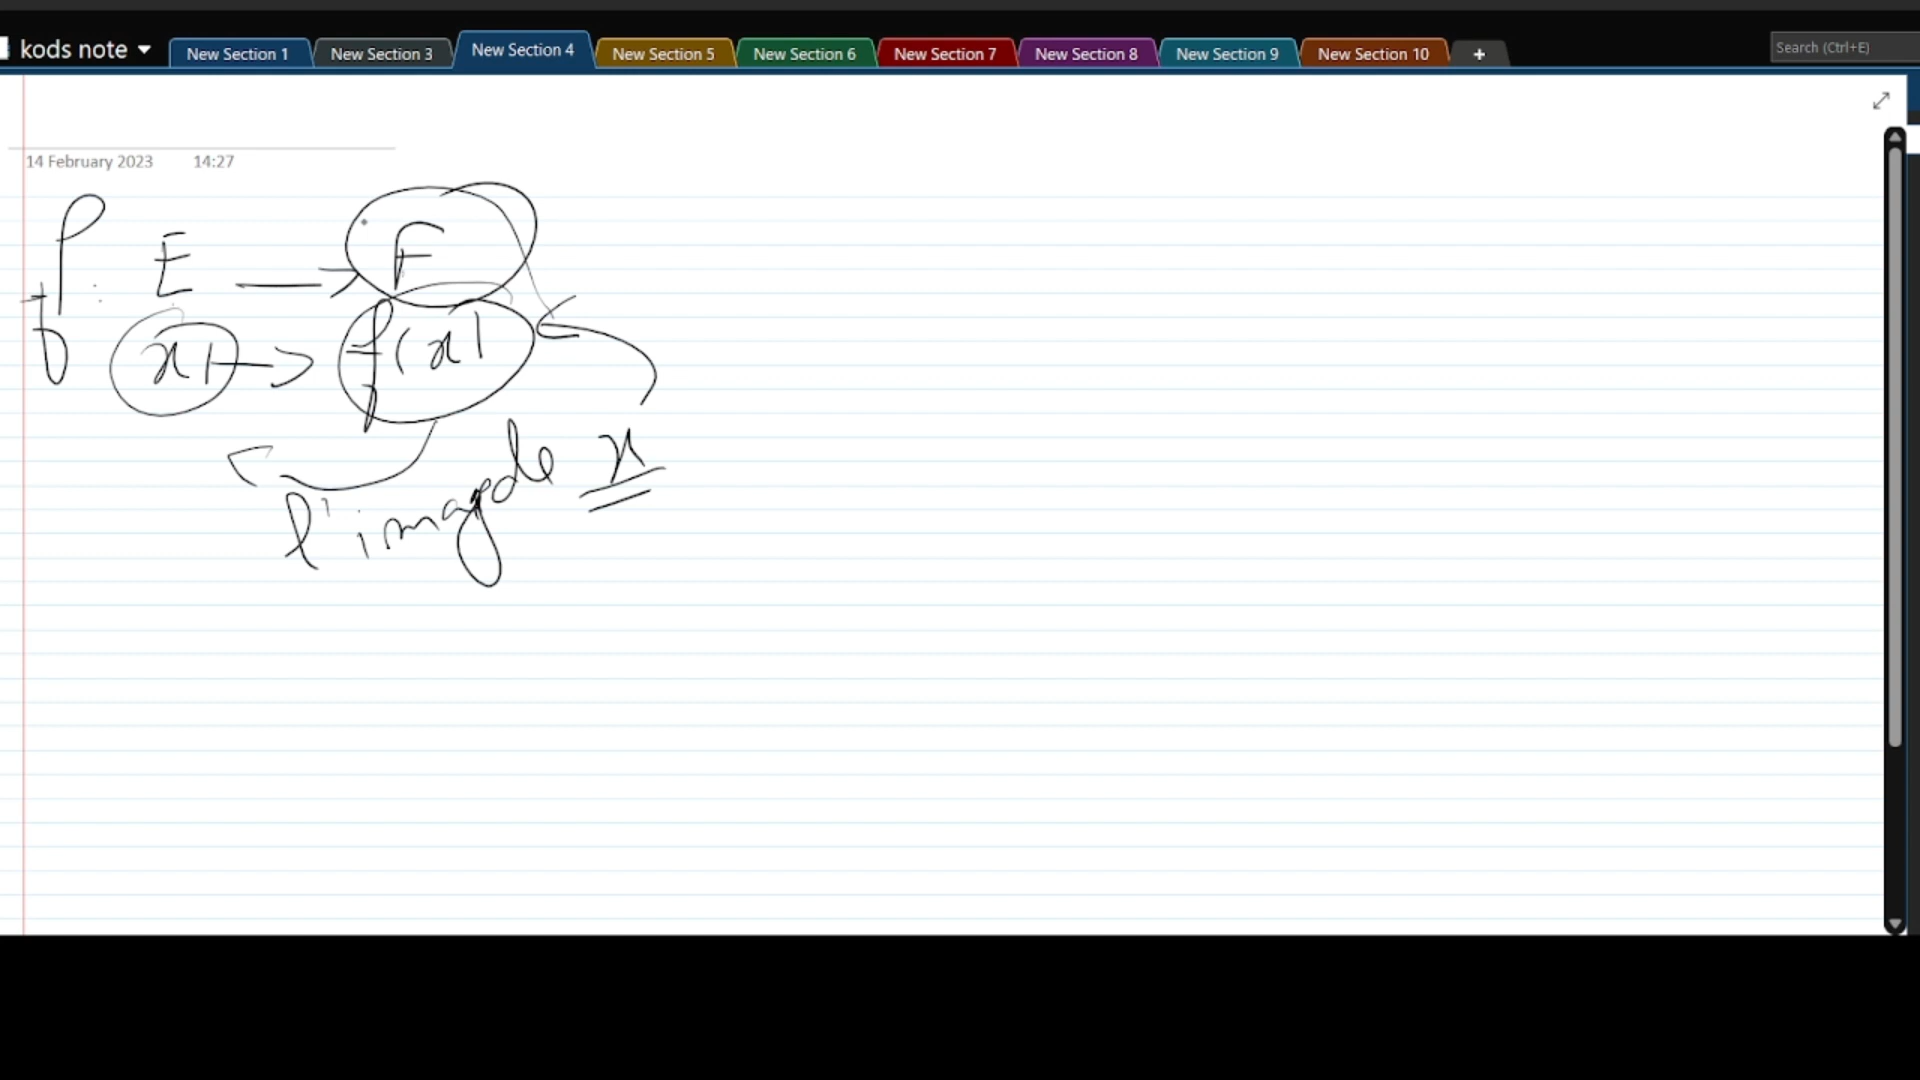 kods note New Section 1 New Section 3 New Section 4 New Section 5 New Section 6 New Section 7 New Section 8 New Section 9 New Section 10 + Search (Ctrl+E)
14 February 2023 14:27
f : E → F
x ↦ f(x)
l'image de x